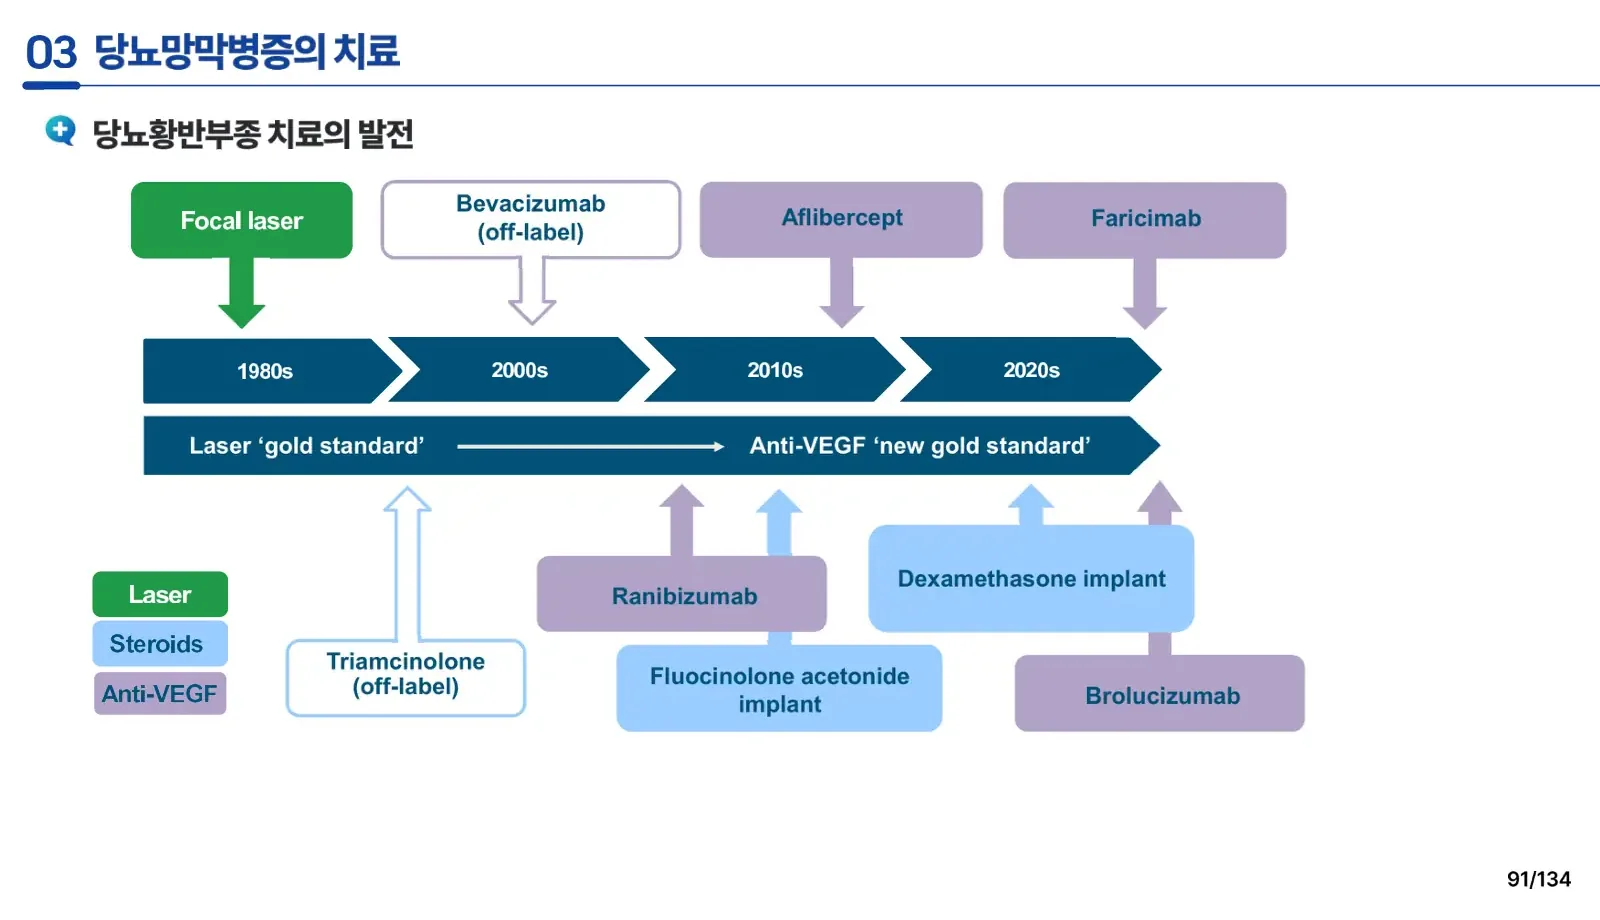 03 당뇨망막병증의 치료
당뇨황반부종 치료의 발전
Focal laser
Bevacizumab
(off-label)
Aflibercept
Faricimab
1980s
2000s
2010s
2020s
Laser ‘gold standard’
Anti-VEGF ‘new gold standard’
Laser
Steroids
Anti-VEGF
Triamcinolone
(off-label)
Ranibizumab
Fluocinolone acetonide
implant
Dexamethasone implant
Brolucizumab
91/134